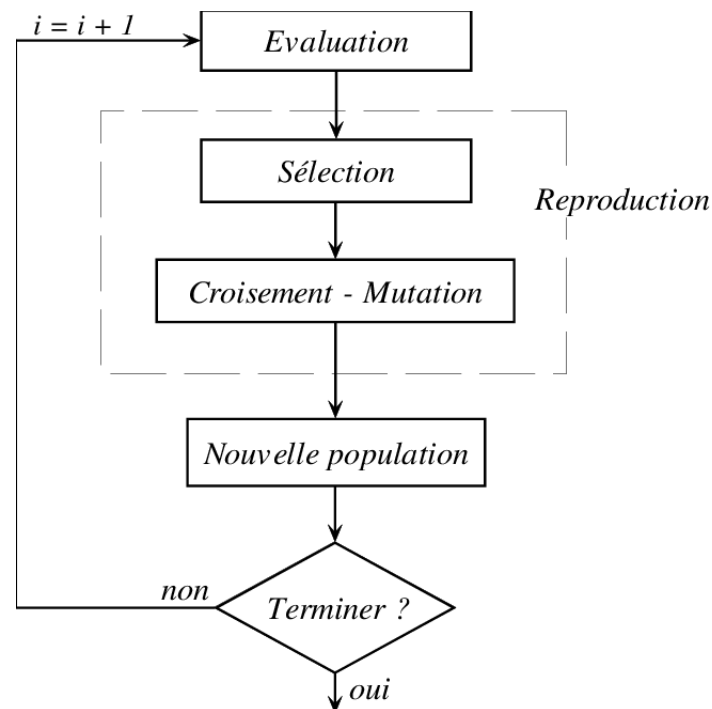 i = i + 1
Evaluation
Sélection
Reproduction
Croisement - Mutation
Nouvelle population
non
Terminer ?
oui